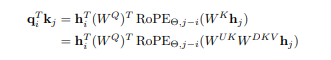 q_i^T k_j = h_i^T (W^Q)^T RoPE_{Θ,j−i}(W^K h_j)
= h_i^T (W^Q)^T RoPE_{Θ,j−i}(W^{UK} W^{DKV} h_j)